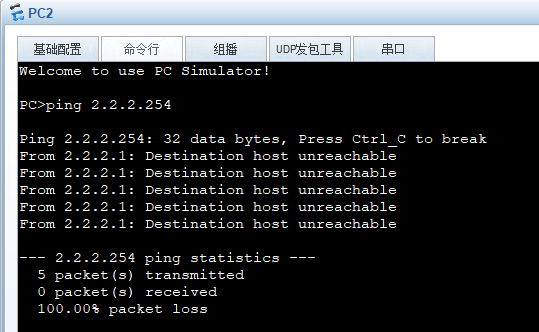 PC2
基础配置 命令行 组播 UDP发包工具 串口
Welcome to use PC Simulator!
PC>ping 2.2.2.254
Ping 2.2.2.254: 32 data bytes, Press Ctrl_C to break
From 2.2.2.1: Destination host unreachable
From 2.2.2.1: Destination host unreachable
From 2.2.2.1: Destination host unreachable
From 2.2.2.1: Destination host unreachable
From 2.2.2.1: Destination host unreachable
--- 2.2.2.254 ping statistics ---
5 packet(s) transmitted
0 packet(s) received
100.00% packet loss